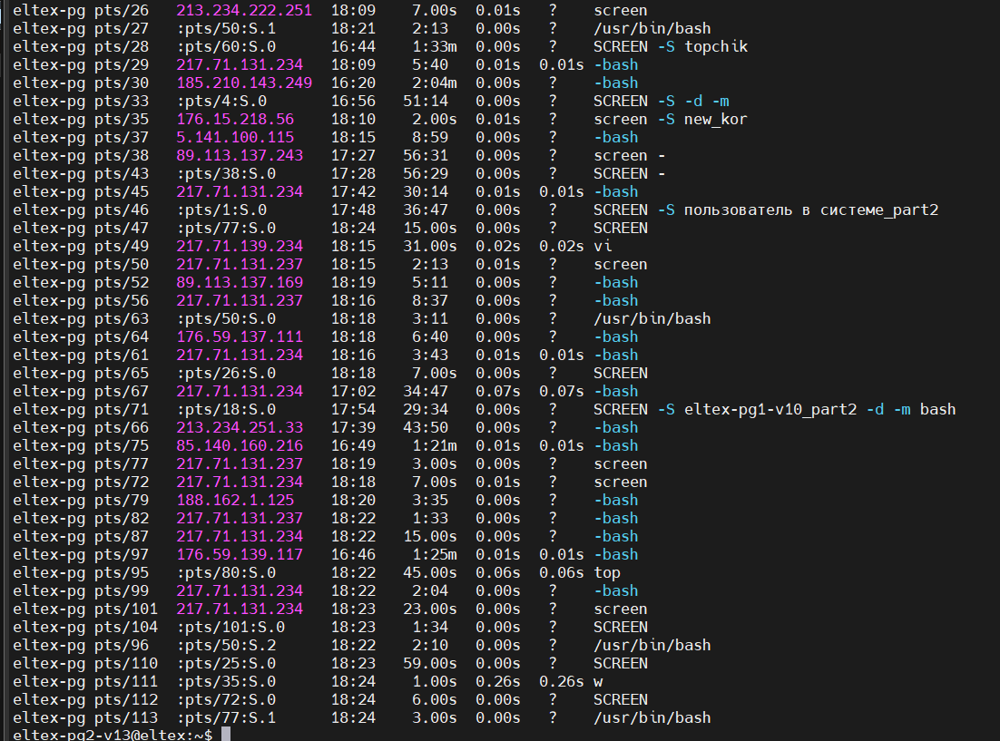 eltex-pg pts/26   213.234.222.251  18:09    7.00s  0.01s   ?    screen
eltex-pg pts/27   :pts/50:S.1      18:21    2:13   0.00s   ?    /usr/bin/bash
eltex-pg pts/28   :pts/60:S.0      16:44    1:33m  0.00s   ?    SCREEN -S topchik
eltex-pg pts/29   217.71.131.234   18:09    5:40   0.01s  0.01s -bash
eltex-pg pts/30   185.210.143.249  16:20    2:04m  0.00s   ?    -bash
eltex-pg pts/33   :pts/4:S.0       16:56   51:14   0.00s   ?    SCREEN -S -d -m
eltex-pg pts/35   176.15.218.56    18:10    2.00s  0.01s   ?    screen -S new_kor
eltex-pg pts/37   5.141.100.115    18:15    8:59   0.00s   ?    -bash
eltex-pg pts/38   89.113.137.243   17:27   56:31   0.00s   ?    screen -
eltex-pg pts/43   :pts/38:S.0      17:28   56:29   0.00s   ?    SCREEN -
eltex-pg pts/45   217.71.131.234   17:42   30:14   0.01s  0.01s -bash
eltex-pg pts/46   :pts/1:S.0       17:48   36:47   0.00s   ?    SCREEN -S пользователь в системе_part2
eltex-pg pts/47   :pts/77:S.0      18:24   15.00s  0.00s   ?    SCREEN
eltex-pg pts/49   217.71.139.234   18:15   31.00s  0.02s  0.02s vi
eltex-pg pts/50   217.71.131.237   18:15    2:13   0.01s   ?    screen
eltex-pg pts/52   89.113.137.169   18:19    5:11   0.00s   ?    -bash
eltex-pg pts/56   217.71.131.237   18:16    8:37   0.00s   ?    -bash
eltex-pg pts/63   :pts/50:S.0      18:18    3:11   0.00s   ?    /usr/bin/bash
eltex-pg pts/64   176.59.137.111   18:18    6:40   0.00s   ?    -bash
eltex-pg pts/61   217.71.131.234   18:16    3:43   0.01s  0.01s -bash
eltex-pg pts/65   :pts/26:S.0      18:18    7.00s  0.00s   ?    SCREEN
eltex-pg pts/67   217.71.131.234   17:02   34:47   0.07s  0.07s -bash
eltex-pg pts/71   :pts/18:S.0      17:54   29:34   0.00s   ?    SCREEN -S eltex-pg1-v10_part2 -d -m bash
eltex-pg pts/66   213.234.251.33   17:39   43:50   0.00s   ?    -bash
eltex-pg pts/75   85.140.160.216   16:49    1:21m  0.01s  0.01s -bash
eltex-pg pts/77   217.71.131.237   18:19    3.00s  0.00s   ?    screen
eltex-pg pts/72   217.71.131.234   18:18    7.00s  0.01s   ?    screen
eltex-pg pts/79   188.162.1.125    18:20    3:35   0.00s   ?    -bash
eltex-pg pts/82   217.71.131.237   18:22    1:33   0.00s   ?    -bash
eltex-pg pts/87   217.71.131.234   18:22   15.00s  0.00s   ?    -bash
eltex-pg pts/97   176.59.139.117   16:46    1:25m  0.01s  0.01s -bash
eltex-pg pts/95   :pts/80:S.0      18:22   45.00s  0.06s  0.06s top
eltex-pg pts/99   217.71.131.234   18:22    2:04   0.00s   ?    -bash
eltex-pg pts/101  217.71.131.234   18:23   23.00s  0.00s   ?    screen
eltex-pg pts/104  :pts/101:S.0     18:23    1:34   0.00s   ?    SCREEN
eltex-pg pts/96   :pts/50:S.2      18:22    2:10   0.00s   ?    /usr/bin/bash
eltex-pg pts/110  :pts/25:S.0      18:23   59.00s  0.00s   ?    SCREEN
eltex-pg pts/111  :pts/35:S.0      18:24    1.00s  0.26s  0.26s w
eltex-pg pts/112  :pts/72:S.0      18:24    6.00s  0.00s   ?    SCREEN
eltex-pg pts/113  :pts/77:S.1      18:24    3.00s  0.00s   ?    /usr/bin/bash
eltex-pg2-v13@eltex:~$